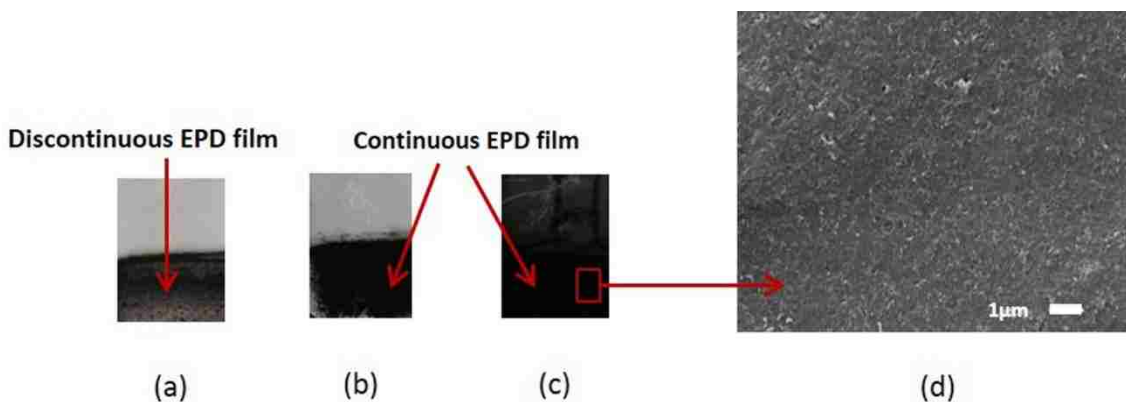 Discontinuous EPD film
Continuous EPD film
1μm
(a)
(b)
(c)
(d)